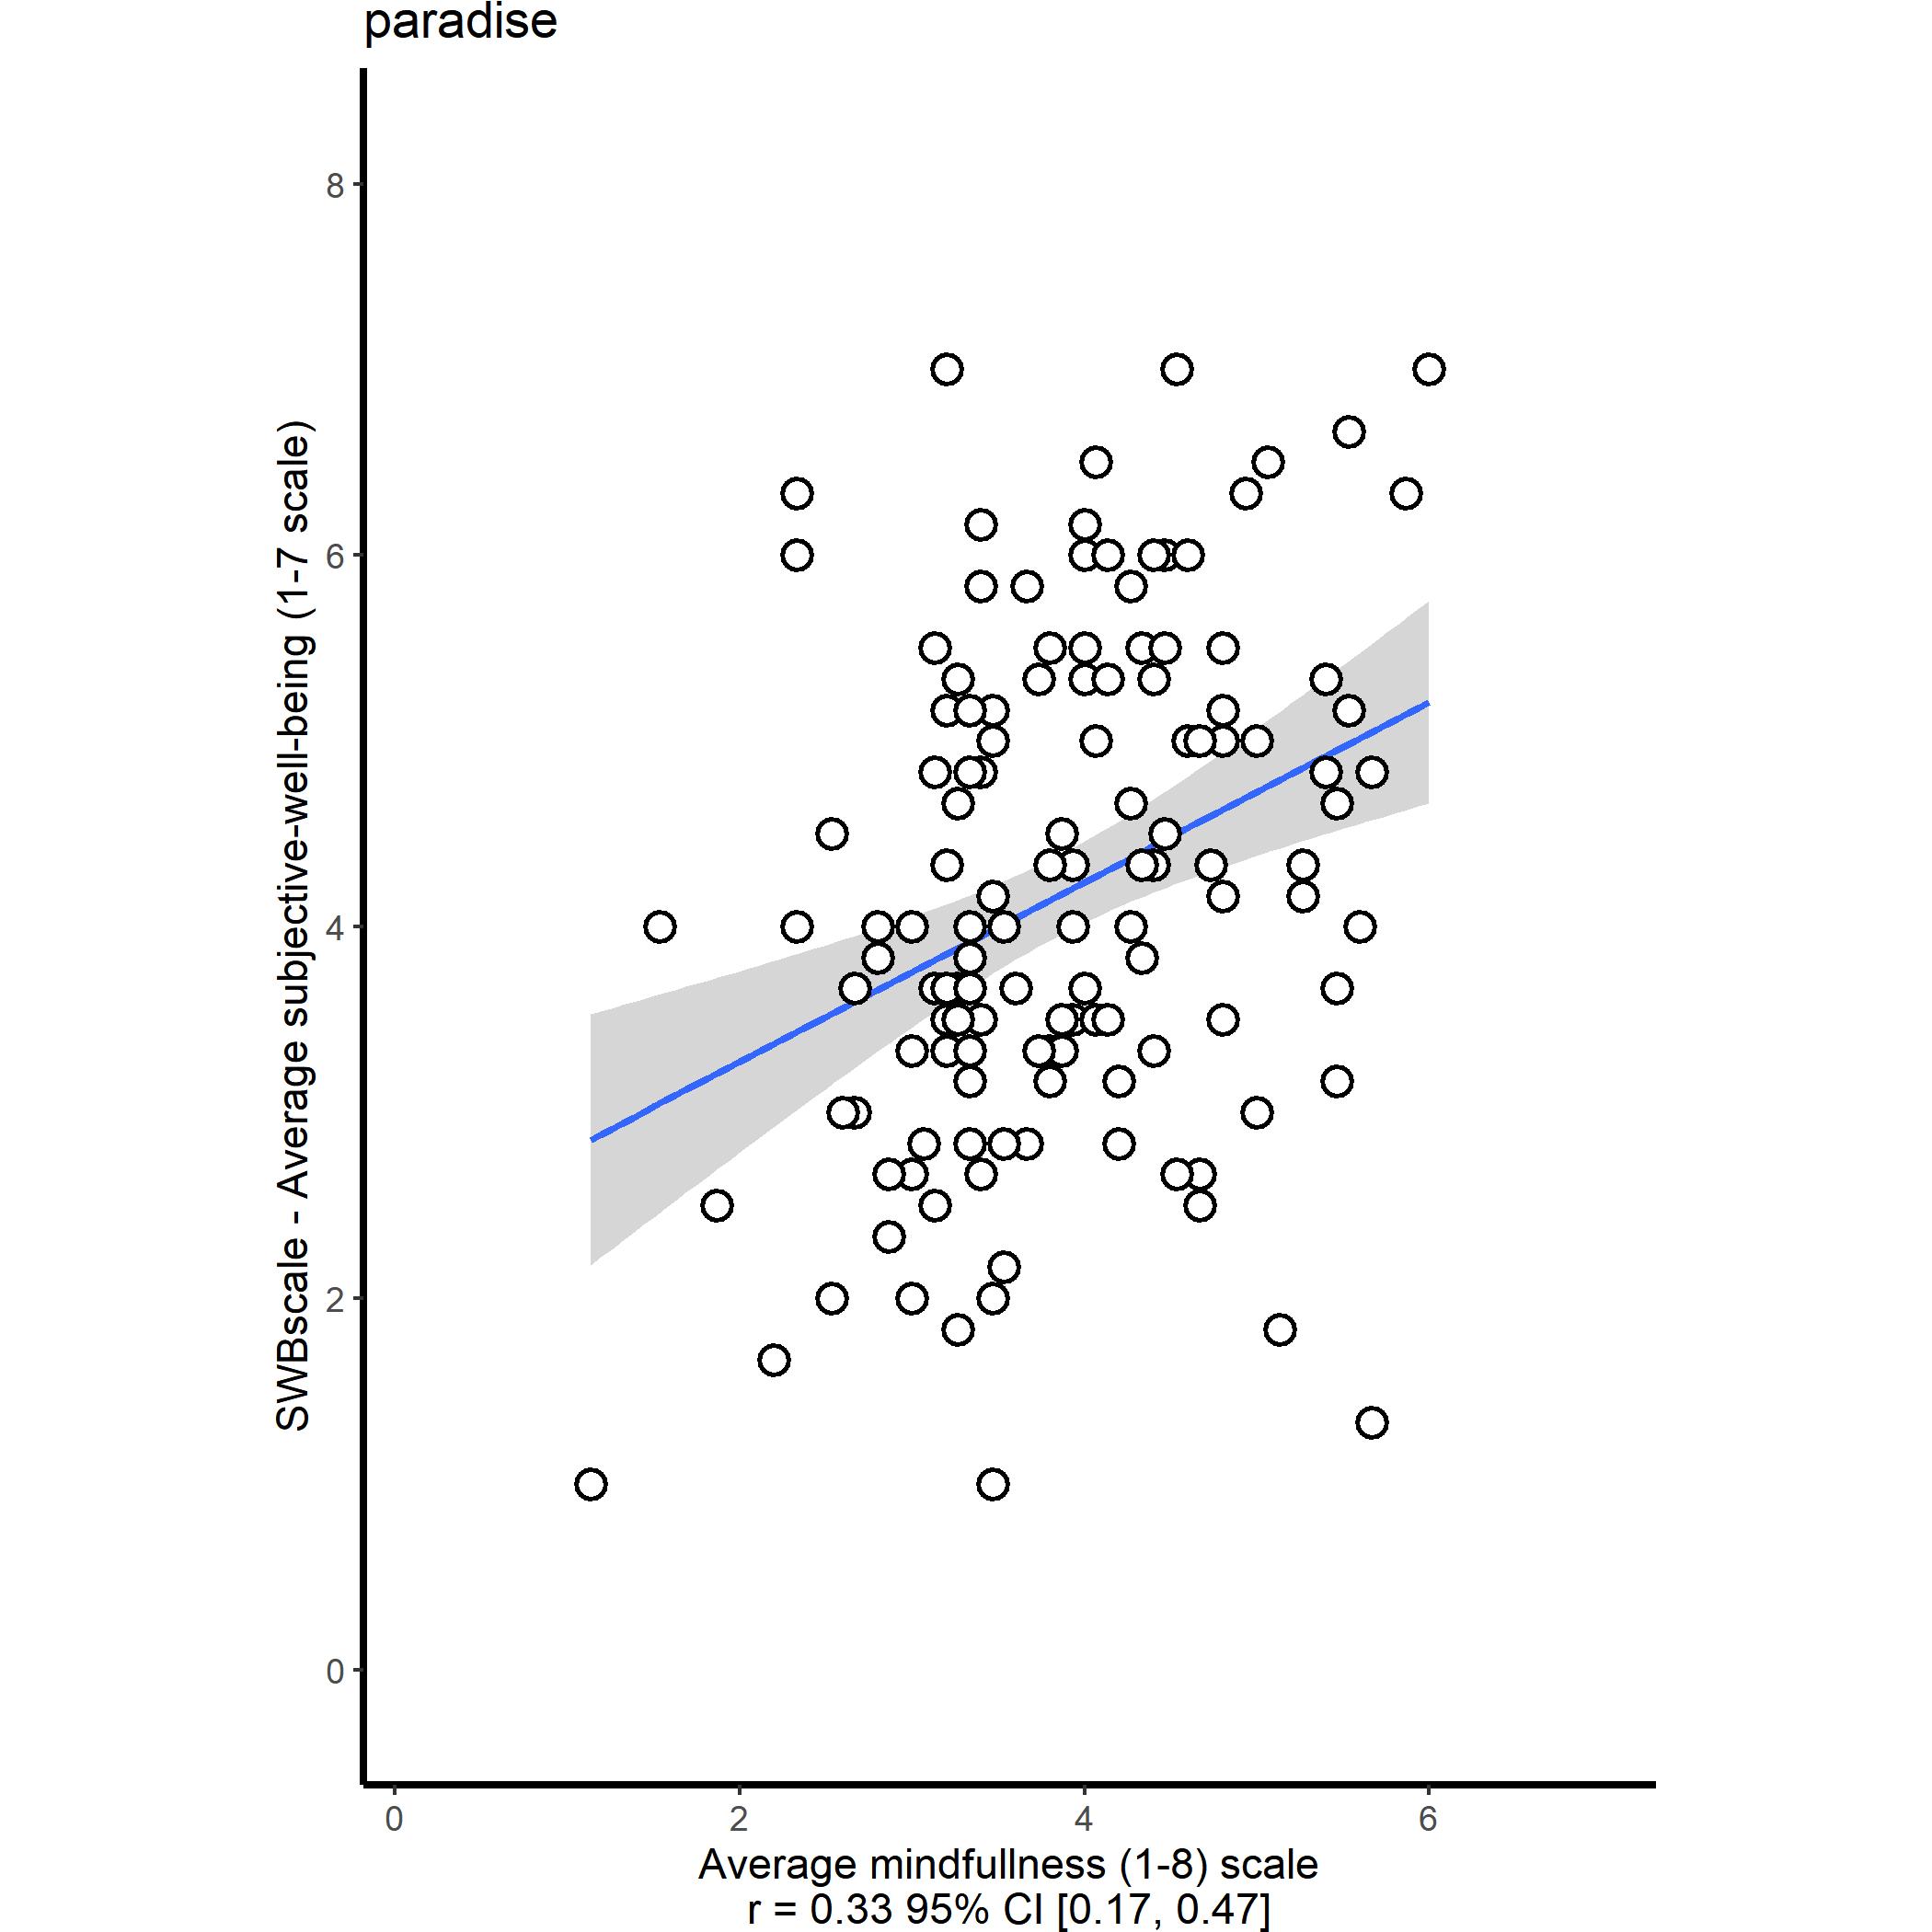 paradise
SWBscale - Average subjective-well-being (1-7 scale)
8
6
4
2
0
0 2 4 6
Average mindfullness (1-8) scale
r = 0.33 95% CI [0.17, 0.47]